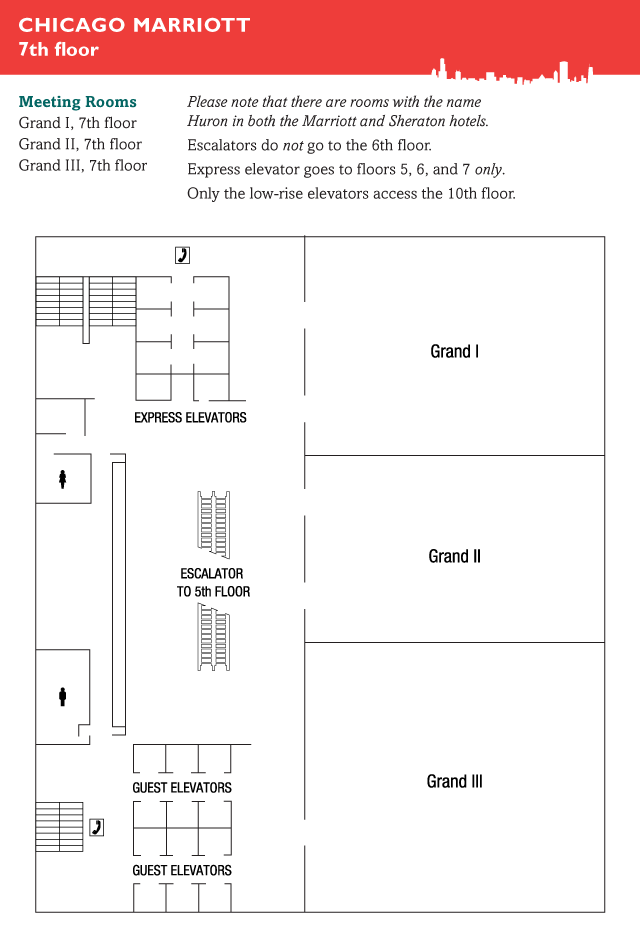 CHICAGO MARRIOTT
7th floor
Meeting Rooms
Grand I, 7th floor
Grand II, 7th floor
Grand III, 7th floor
Please note that there are rooms with the name
Huron in both the Marriott and Sheraton hotels.
Escalators do not go to the 6th floor.
Express elevator goes to floors 5, 6, and 7 only.
Only the low-rise elevators access the 10th floor.
Grand I
EXPRESS ELEVATORS
Grand II
ESCALATOR
TO 5th FLOOR
Grand III
GUEST ELEVATORS
GUEST ELEVATORS